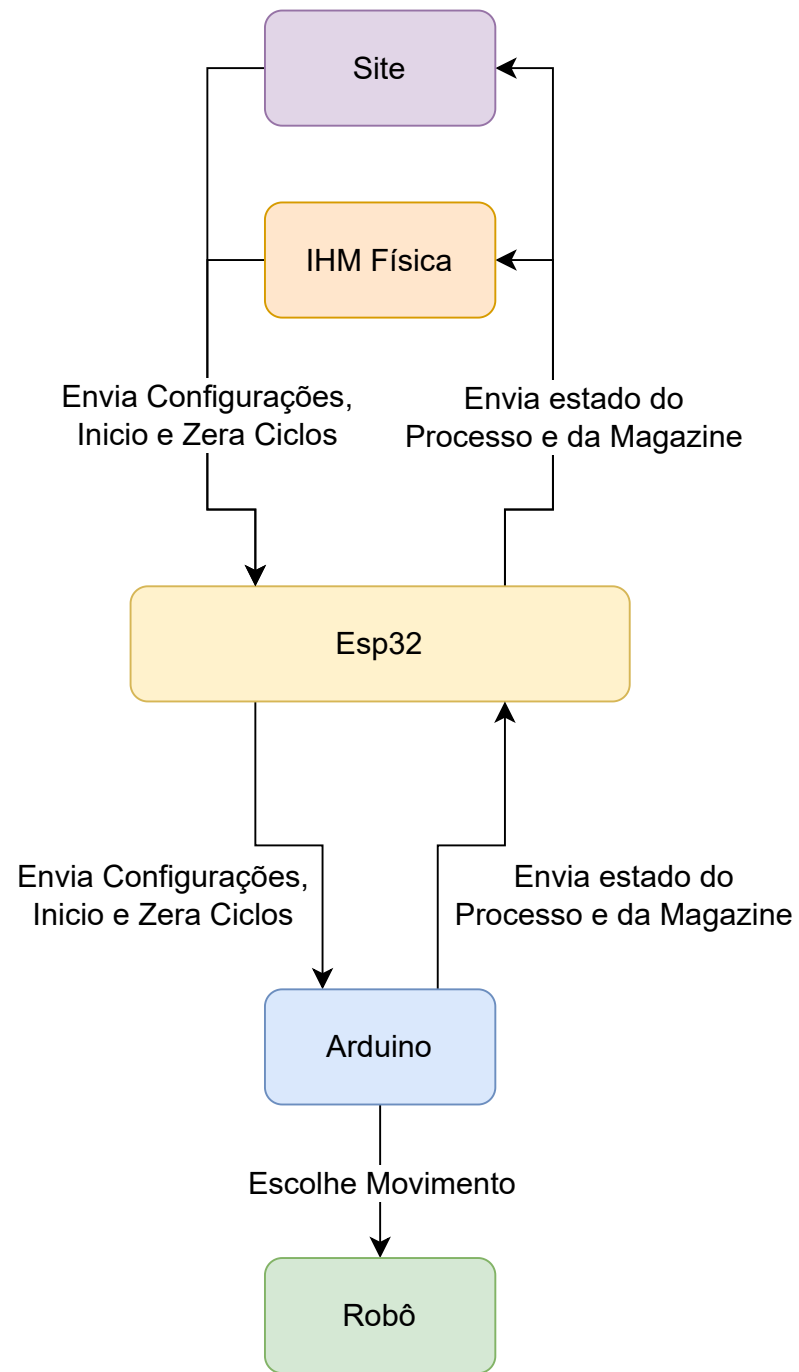 Site
IHM Física
Envia Configurações,
Inicio e Zera Ciclos
Envia estado do
Processo e da Magazine
Esp32
Envia Configurações,
Inicio e Zera Ciclos
Envia estado do
Processo e da Magazine
Arduino
Escolhe Movimento
Robô